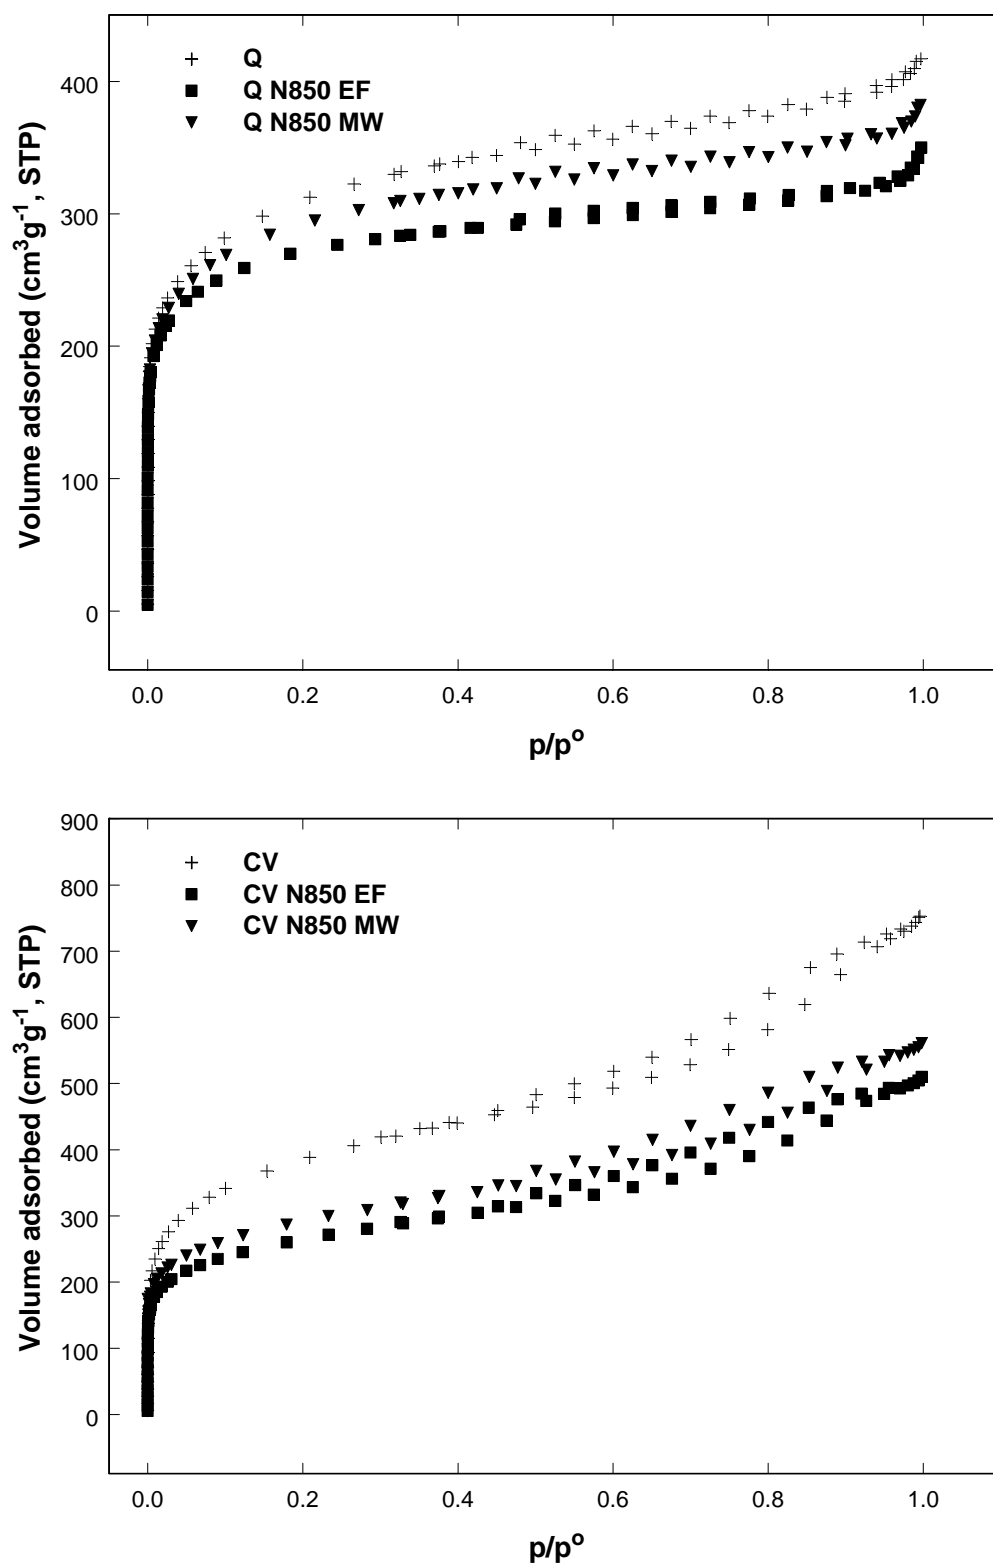 Volume adsorbed (cm³g⁻¹, STP)
400
300
200
100
0
Q
Q N850 EF
Q N850 MW
0.0 0.2 0.4 0.6 0.8 1.0
p/pᵒ
Volume adsorbed (cm³g⁻¹, STP)
900
800
700
600
500
400
300
200
100
0
CV
CV N850 EF
CV N850 MW
0.0 0.2 0.4 0.6 0.8 1.0
p/pᵒ